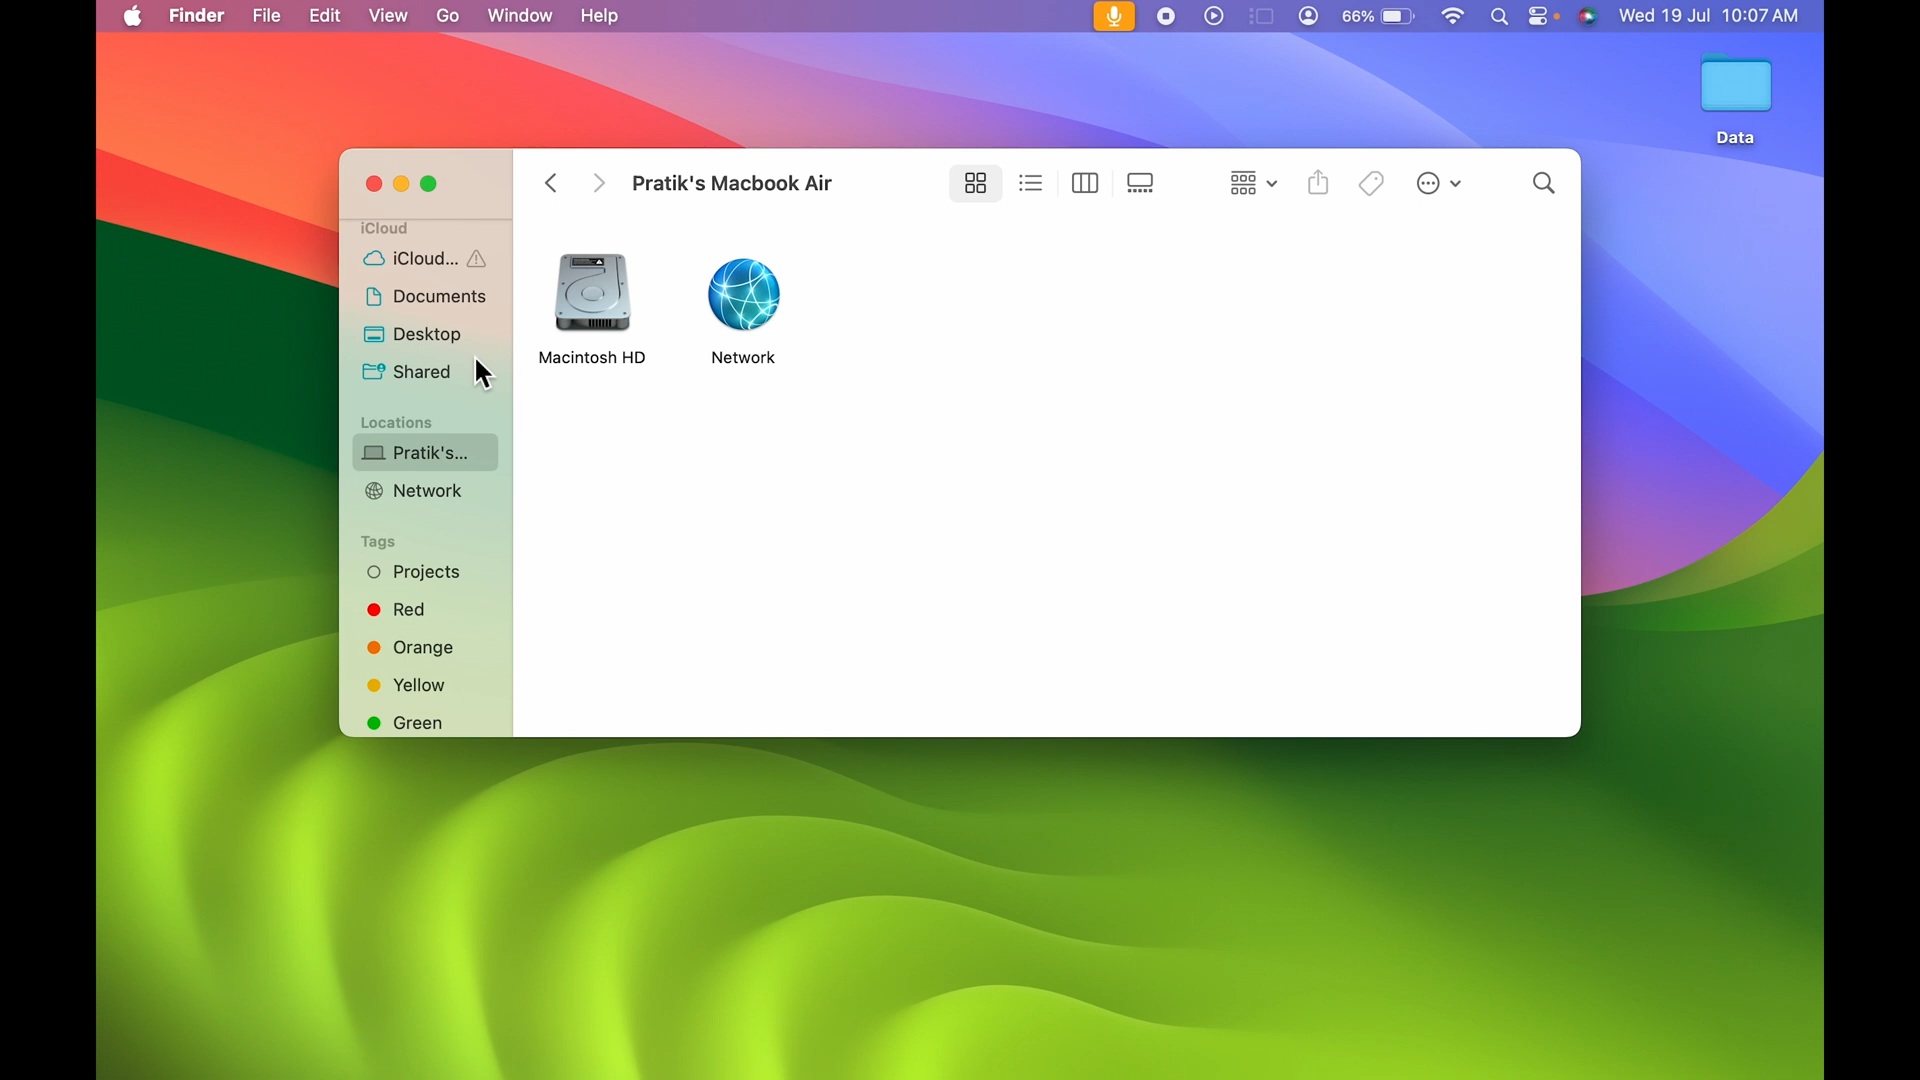 Finder File Edit View Go Window Help 66% Wed 19 Jul 10:07 AM
Data
Pratik's Macbook Air
iCloud
iCloud...
Documents
Desktop
Shared
Locations
Pratik's...
Network
Tags
Projects
Red
Orange
Yellow
Green
Macintosh HD
Network